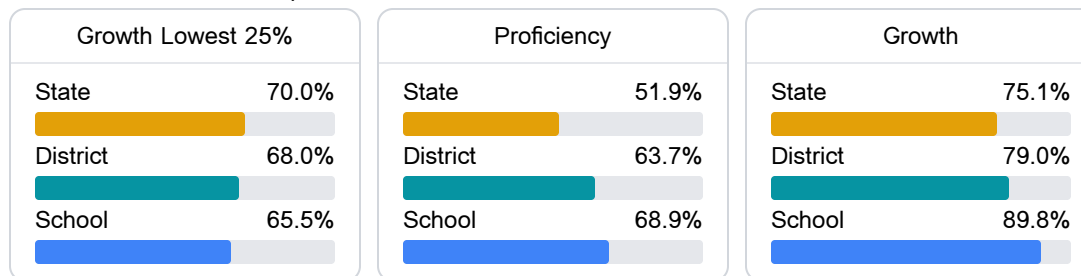 Growth Lowest 25%
State 70.0%
District 68.0%
School 65.5%
Proficiency
State 51.9%
District 63.7%
School 68.9%
Growth
State 75.1%
District 79.0%
School 89.8%